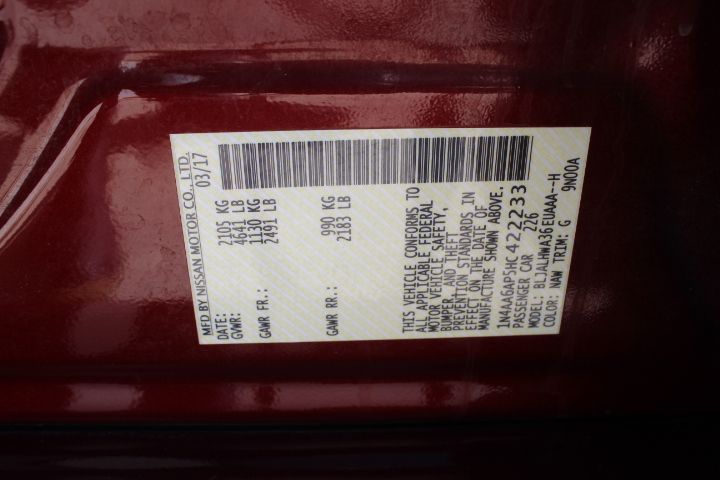 MFD BY NISSAN MOTOR CO., LTD.
DATE: 03/17
GVWR: 2105 KG
4641 LB
GAWR FR.: 1130 KG
2491 LB
GAWR RR.: 990 KG
2183 LB
THIS VEHICLE CONFORMS TO
ALL APPLICABLE FEDERAL
MOTOR VEHICLE SAFETY,
BUMPER, AND THEFT
PREVENTION STANDARDS IN
EFFECT ON THE DATE OF
MANUFACTURE SHOWN ABOVE.
1N4AA6AP5HC422233
PASSENGER CAR 226
MODEL: BLJALHWA36EUAAA--H
COLOR: NAW TRIM: G 9N00A